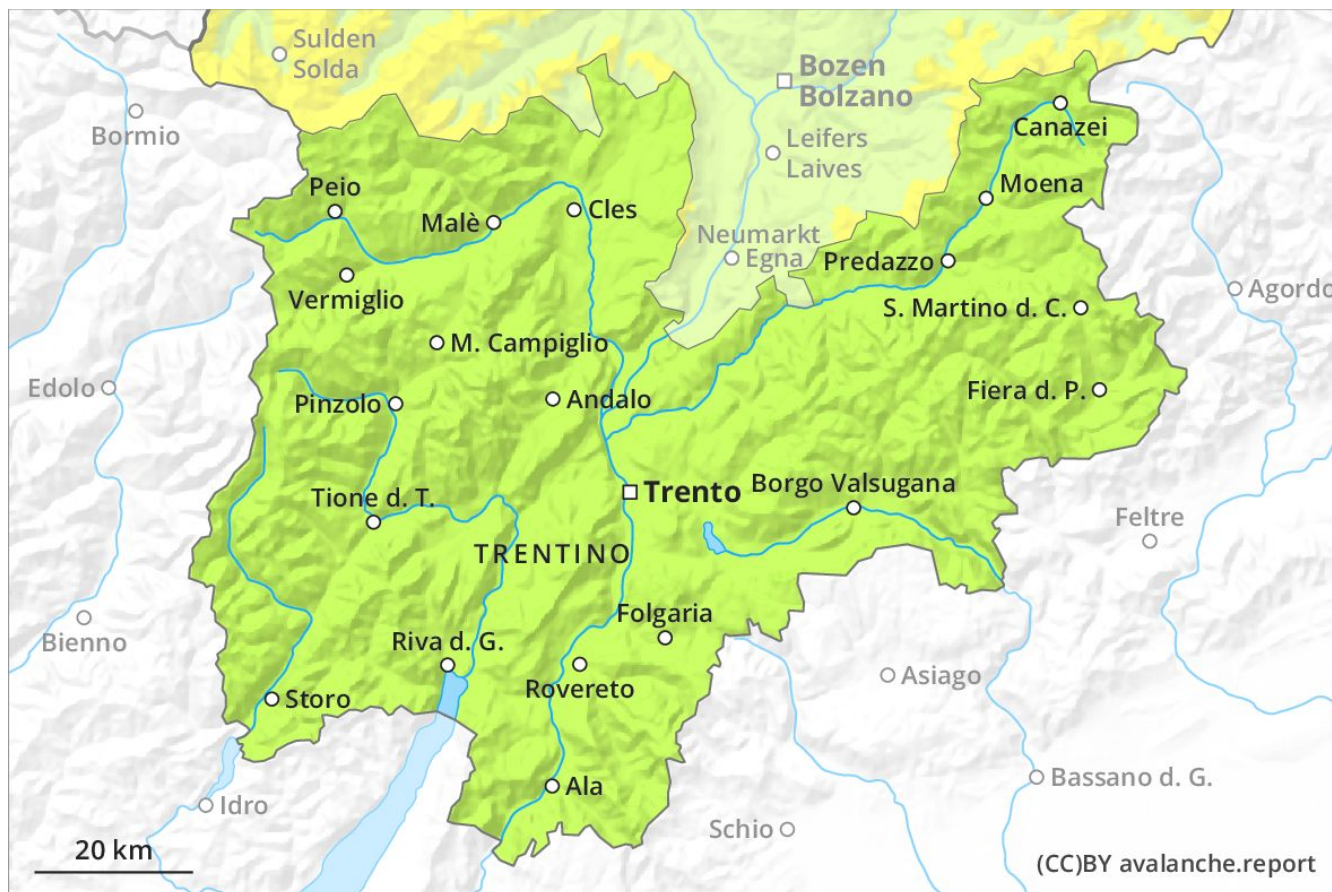 Sulden
Solda
Bozen
Bolzano
Bormio
Canazei
Leifers
Laives
Peio
Moena
Malè
Cles
Neumarkt
Egna
Predazzo
Vermiglio
Agordo
S. Martino d. C.
M. Campiglio
Edolo
Pinzolo
Andalo
Fiera d. P.
Tione d. T.
Trento
Borgo Valsugana
Feltre
TRENTINO
Bienno
Folgaria
Riva d. G.
Asiago
Storo
Rovereto
Bassano d. G.
Ala
Idro
Schio
20 km
(CC)BY avalanche.report